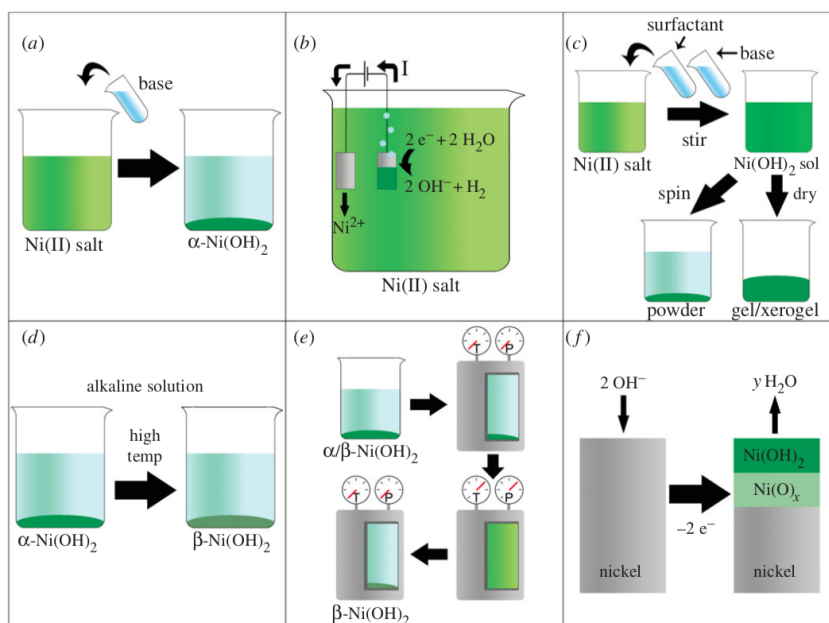 (a)
base
Ni(II) salt
α-Ni(OH)₂
(b)
I
2 e⁻ + 2 H₂O
2 OH⁻ + H₂
Ni²⁺
Ni(II) salt
(c)
surfactant
base
stir
Ni(II) salt
Ni(OH)₂ sol
spin
dry
powder
gel/xerogel
(d)
alkaline solution
high
temp
α-Ni(OH)₂
β-Ni(OH)₂
(e)
T P
α/β-Ni(OH)₂
T P
T P
β-Ni(OH)₂
(f)
2 OH⁻
y H₂O
Ni(OH)₂
Ni(O)ₓ
–2 e⁻
nickel
nickel